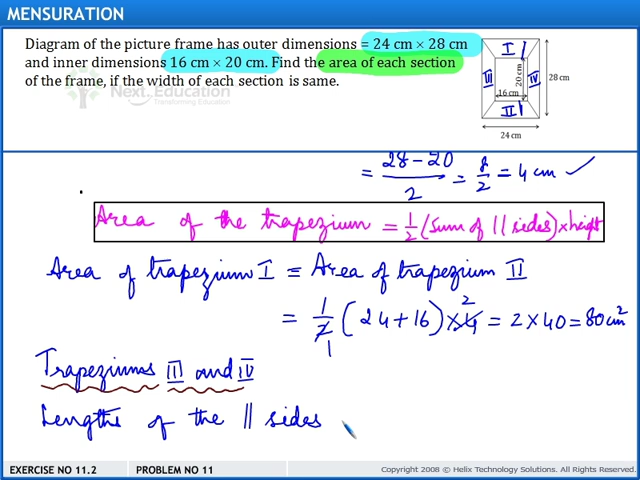 MENSURATION
Diagram of the picture frame has outer dimensions = 24 cm × 28 cm
and inner dimensions 16 cm × 20 cm. Find the area of each section
of the frame, if the width of each section is same.
Next.Education
Transforming Education
I
III
20 cm
IV
28 cm
16 cm
II
24 cm
= 28 - 20 / 2 = 8/2 = 4 cm ✓
Area of the trapezium = 1/2 (Sum of || sides) × height
Area of trapezium I = Area of trapezium II
= 1/2 (24 + 16) × 4 = 2 × 40 = 80 cm²
1 2
Trapeziums III and IV
Lengths of the || sides
EXERCISE NO 11.2 PROBLEM NO 11 Copyright 2008 © Helix Technology Solutions. All Rights Reserved.